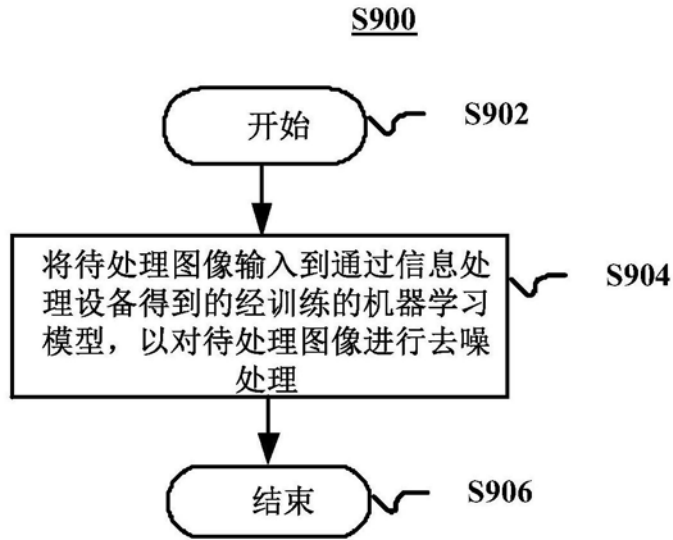 S900
开始
S902
将待处理图像输入到通过信息处
理设备得到的经训练的机器学习
模型，以对待处理图像进行去噪
处理
S904
结束
S906